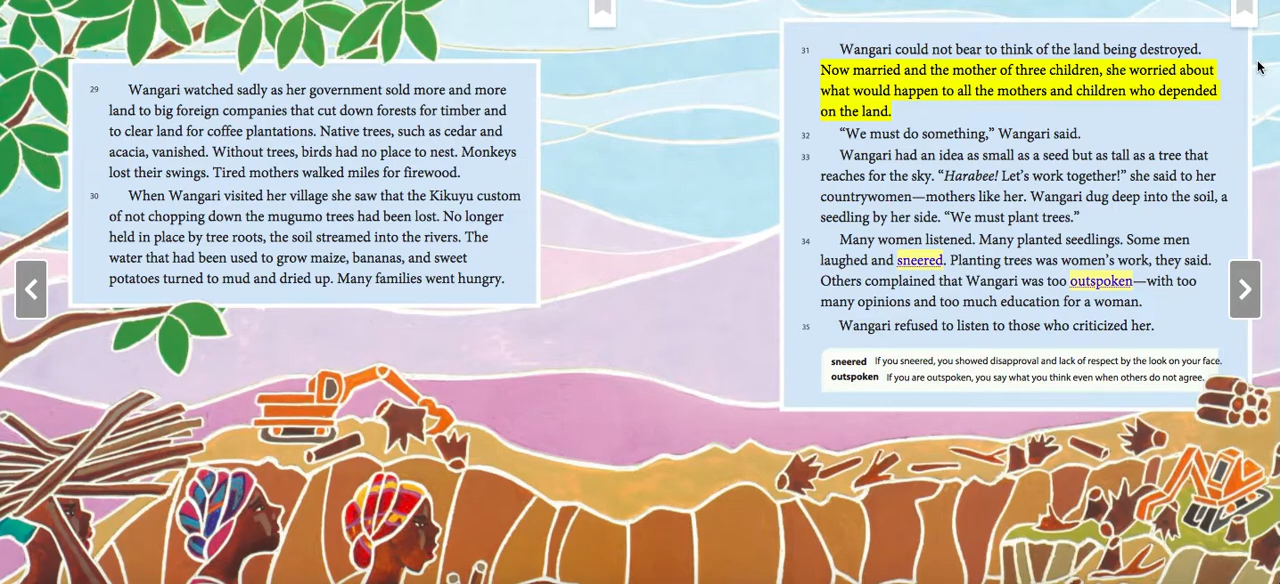 29 Wangari watched sadly as her government sold more and more
land to big foreign companies that cut down forests for timber and
to clear land for coffee plantations. Native trees, such as cedar and
acacia, vanished. Without trees, birds had no place to nest. Monkeys
lost their swings. Tired mothers walked miles for firewood.
30 When Wangari visited her village she saw that the Kikuyu custom
of not chopping down the mugumo trees had been lost. No longer
held in place by tree roots, the soil streamed into the rivers. The
water that had been used to grow maize, bananas, and sweet
potatoes turned to mud and dried up. Many families went hungry.
31 Wangari could not bear to think of the land being destroyed.
Now married and the mother of three children, she worried about
what would happen to all the mothers and children who depended
on the land.
32 “We must do something,” Wangari said.
33 Wangari had an idea as small as a seed but as tall as a tree that
reaches for the sky. “Harabee! Let’s work together!” she said to her
countrywomen—mothers like her. Wangari dug deep into the soil, a
seedling by her side. “We must plant trees.”
34 Many women listened. Many planted seedlings. Some men
laughed and sneered. Planting trees was women’s work, they said.
Others complained that Wangari was too outspoken—with too
many opinions and too much education for a woman.
35 Wangari refused to listen to those who criticized her.
sneered If you sneered, you showed disapproval and lack of respect by the look on your face.
outspoken If you are outspoken, you say what you think even when others do not agree.